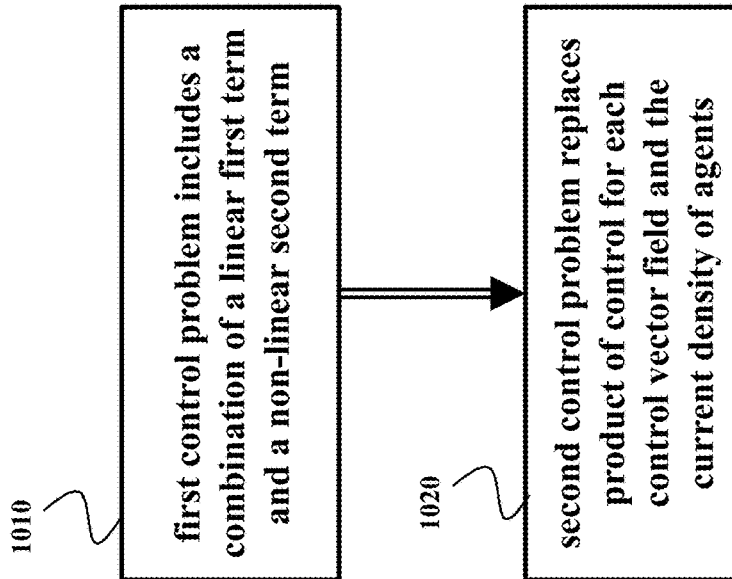 1010
first control problem includes a
combination of a linear first term
and a non-linear second term
1020
second control problem replaces
product of control for each
control vector field and the
current density of agents